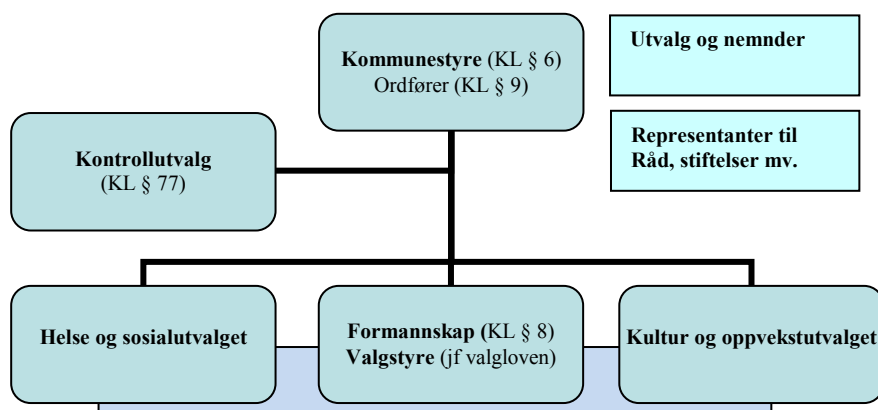 Kommunestyre (KL § 6)
Ordfører (KL § 9)
Utvalg og nemnder
Representanter til
Råd, stiftelser mv.
Kontrollutvalg
(KL § 77)
Helse og sosialutvalget
Formannskap (KL § 8)
Valgstyre (jf valgloven)
Kultur og oppvekstutvalget